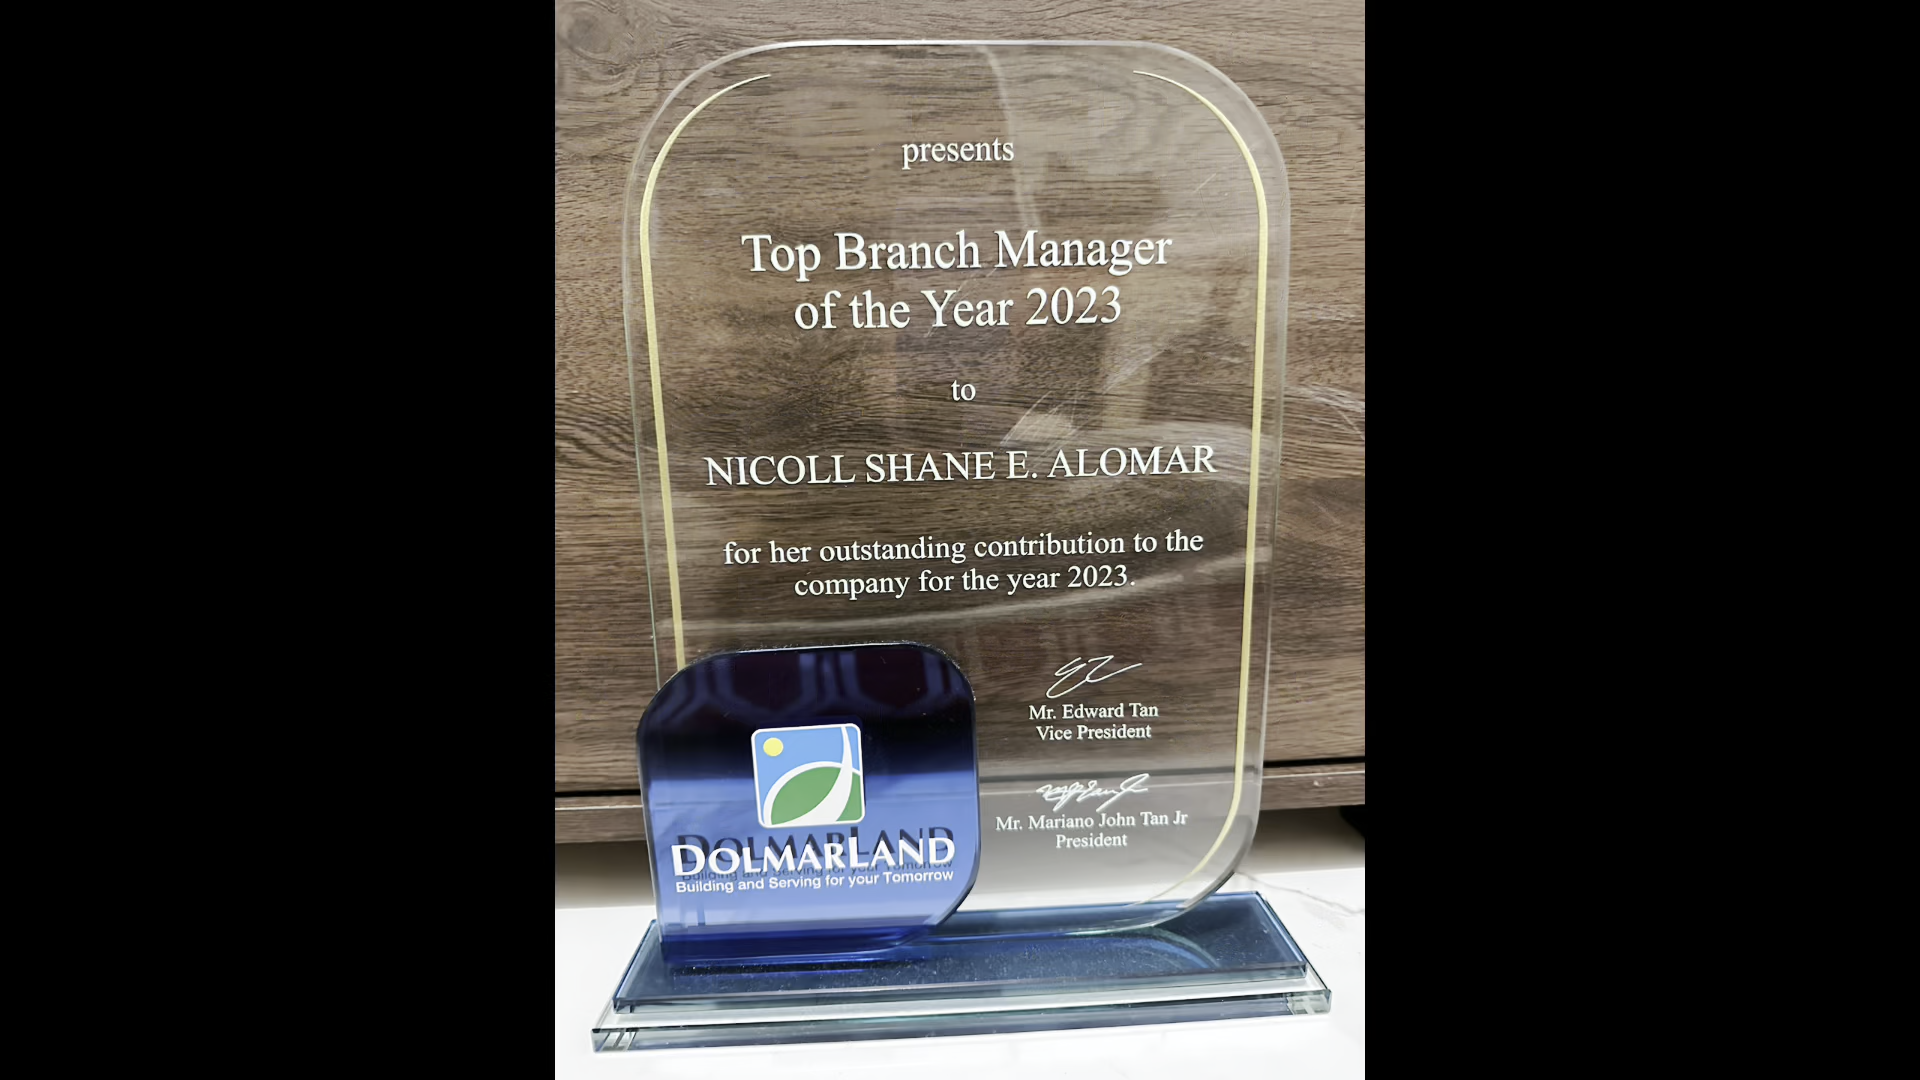 presents
Top Branch Manager
of the Year 2023
to
NICOLL SHANE E. ALOMAR
for her outstanding contribution to the
company for the year 2023.
Mr. Edward Tan
Vice President
Mr. Mariano John Tan Jr
President
DOLMARLAND
Building and Serving for your Tomorrow